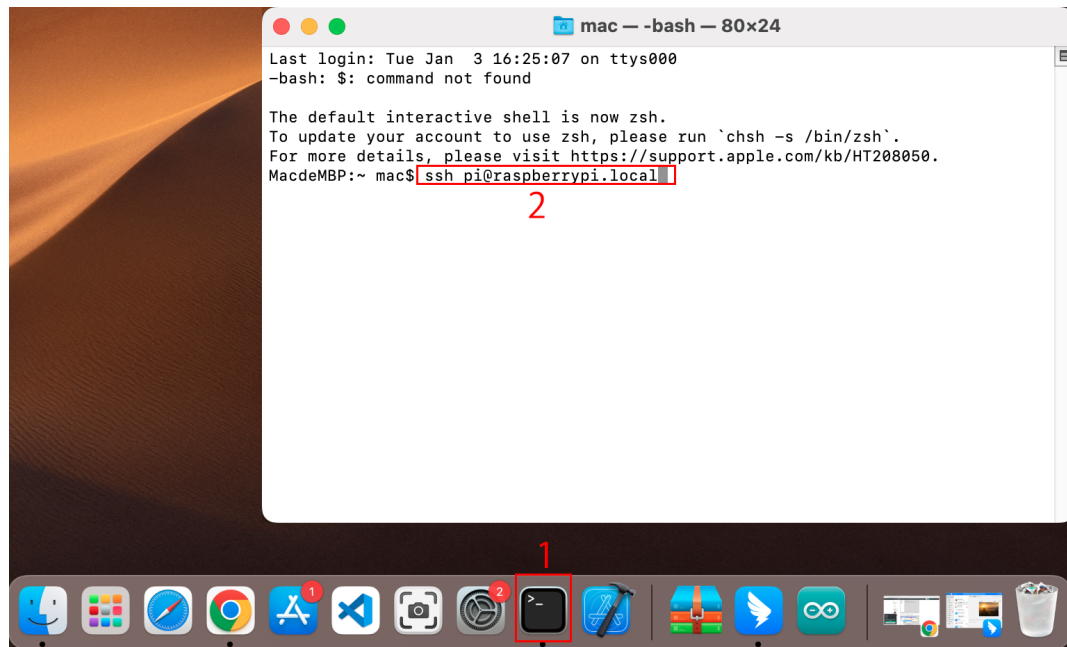 mac — -bash — 80×24
Last login: Tue Jan  3 16:25:07 on ttys000
-bash: $: command not found
The default interactive shell is now zsh.
To update your account to use zsh, please run `chsh -s /bin/zsh`.
For more details, please visit https://support.apple.com/kb/HT208050.
MacdeMBP:~ mac$ ssh pi@raspberrypi.local
2
1
1
2
>_